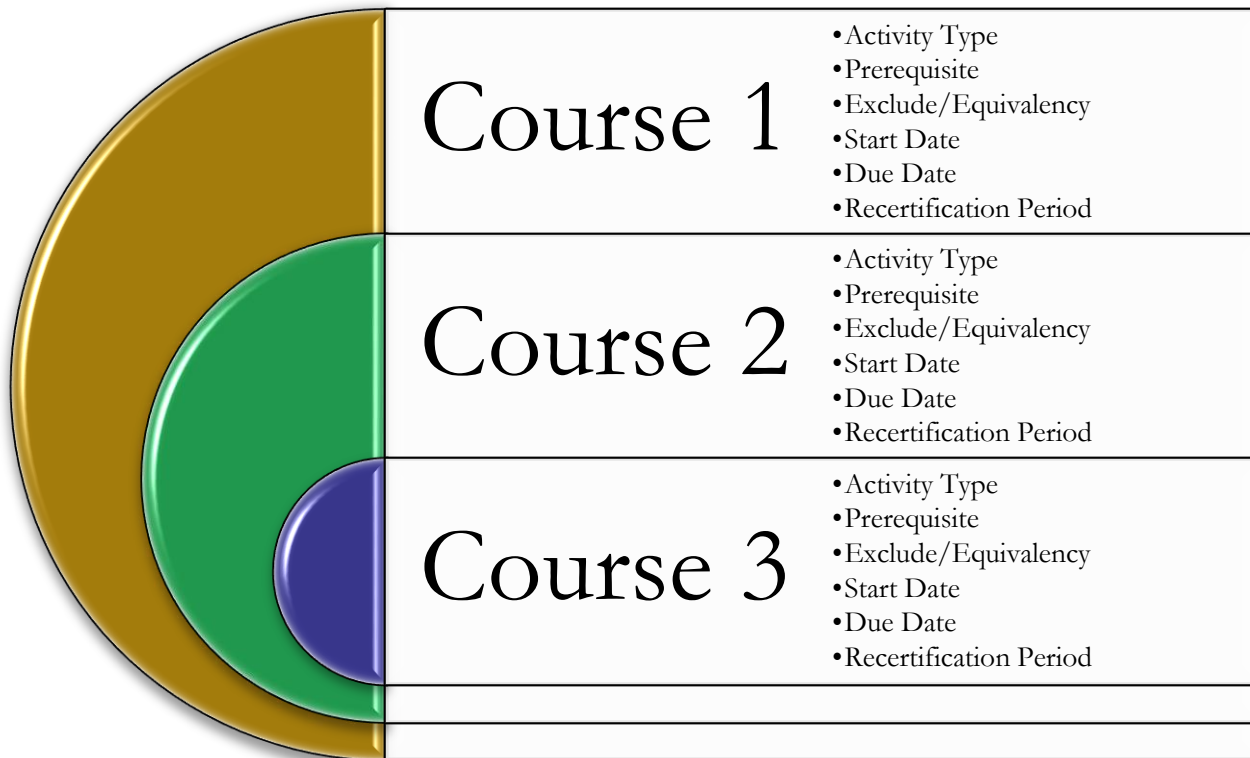 Course 1
•Activity Type
•Prerequisite
•Exclude/Equivalency
•Start Date
•Due Date
•Recertification Period
Course 2
•Activity Type
•Prerequisite
•Exclude/Equivalency
•Start Date
•Due Date
•Recertification Period
Course 3
•Activity Type
•Prerequisite
•Exclude/Equivalency
•Start Date
•Due Date
•Recertification Period